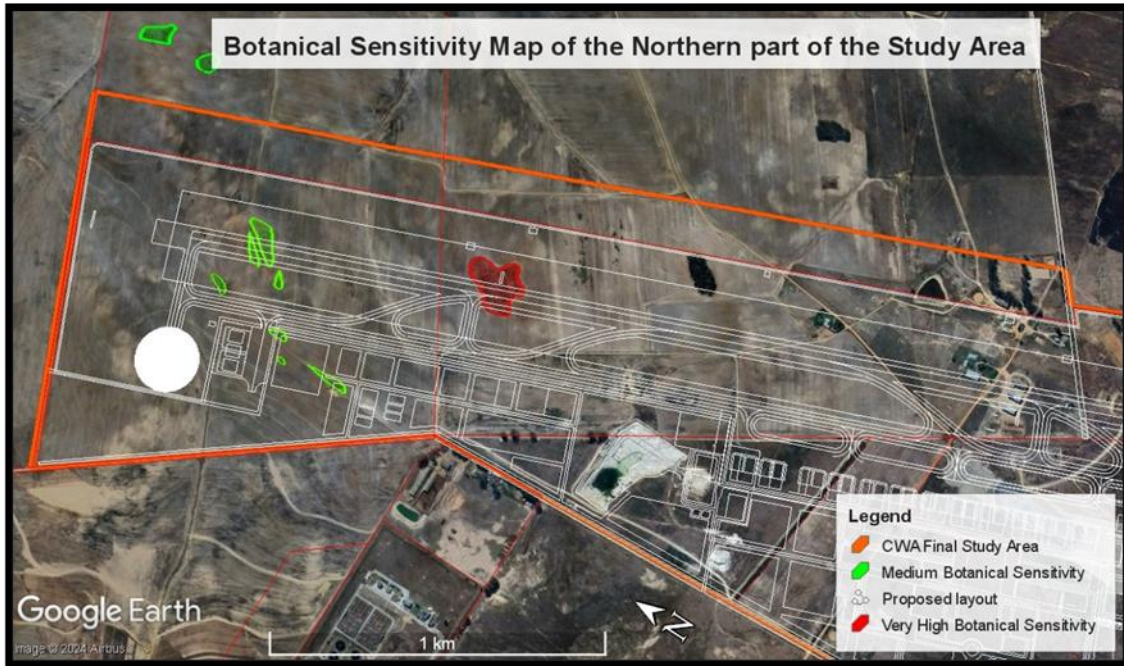 Botanical Sensitivity Map of the Northern part of the Study Area
Legend
CWA Final Study Area
Medium Botanical Sensitivity
Proposed layout
Very High Botanical Sensitivity
N
Google Earth
Image © 2024 Airbus
1 km